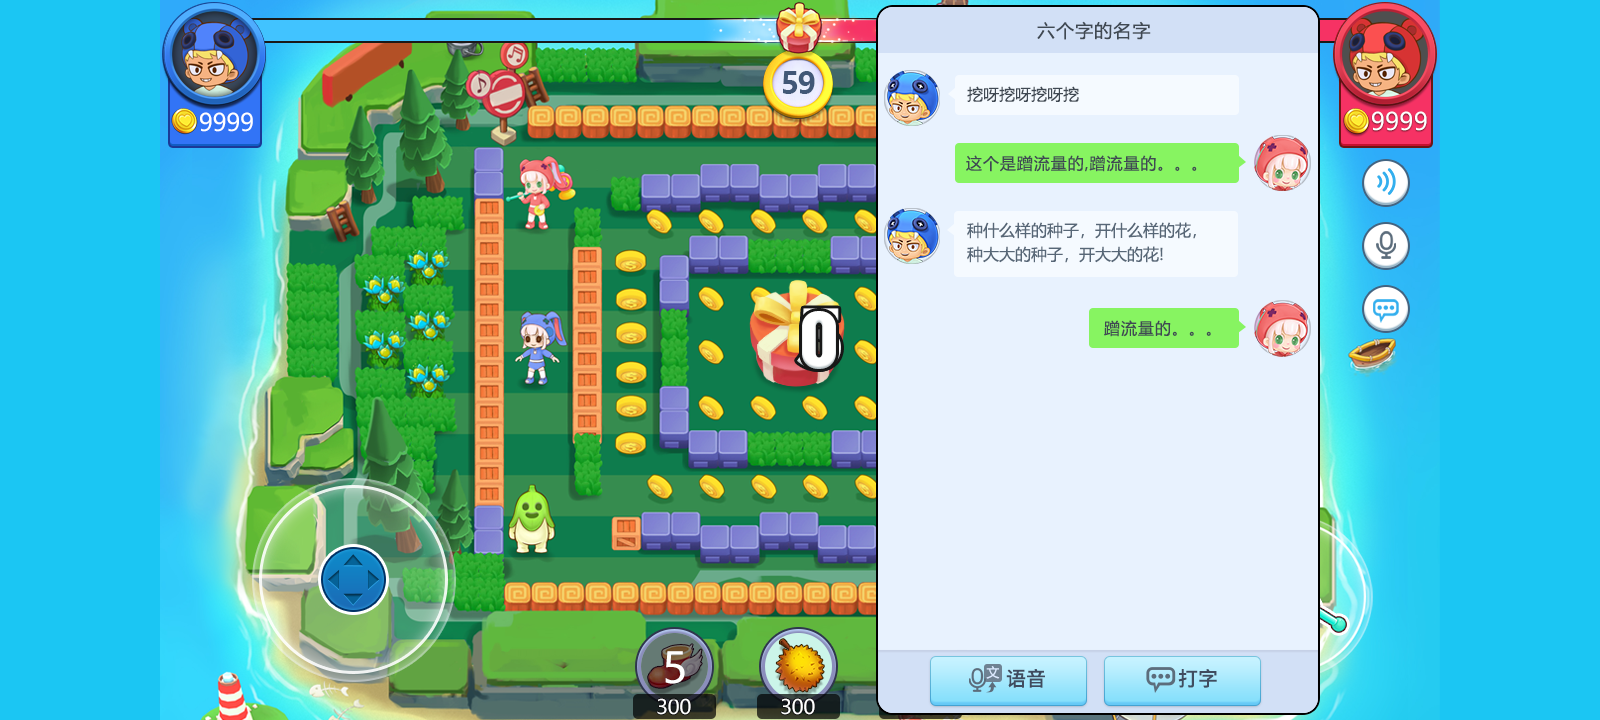 六个字的名字
59
9999
9999
挖呀挖呀挖呀挖
这个是蹭流量的,蹭流量的。。。
种什么样的种子，开什么样的花，
种大大的种子，开大大的花!
蹭流量的。。。
0
5
300
300
文
语音
打字